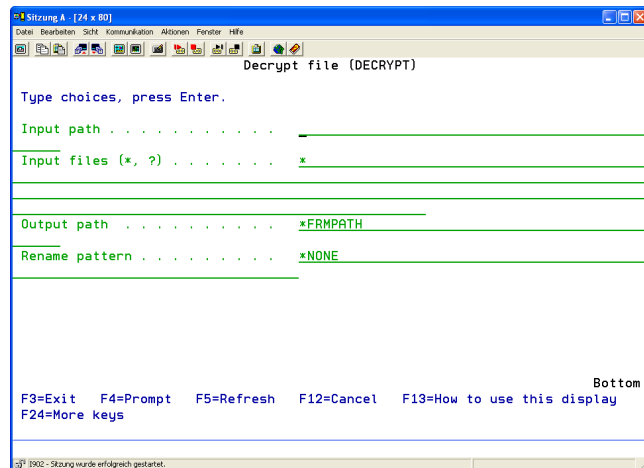 Sitzung A - [24 x 80]
Datei Bearbeiten Sicht Kommunikation Aktionen Fenster Hilfe
Decrypt file (DECRYPT)
Type choices, press Enter.
Input path . . . . . . . . . . .
Input files (*, ?) . . . . . . . *
Output path . . . . . . . . . . *FRMPATH
Rename pattern . . . . . . . . . *NONE
Bottom
F3=Exit F4=Prompt F5=Refresh F12=Cancel F13=How to use this display
F24=More keys
I902 - Sitzung wurde erfolgreich gestartet.